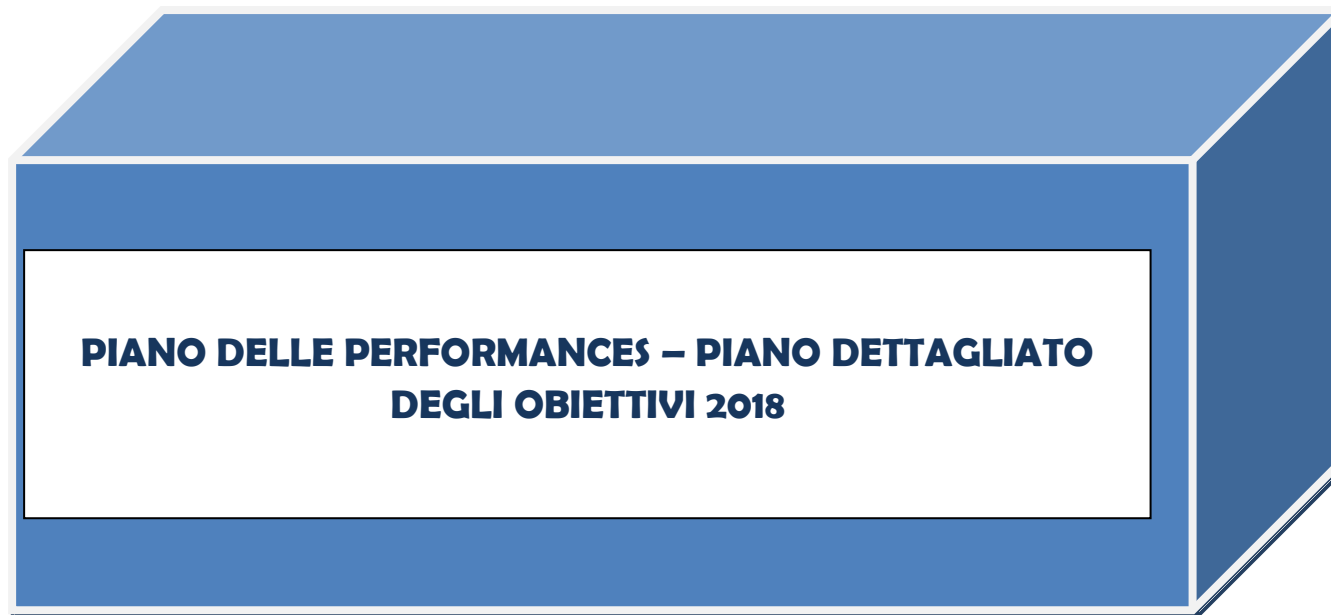 PIANO DELLE PERFORMANCES – PIANO DETTAGLIATO
DEGLI OBIETTIVI 2018